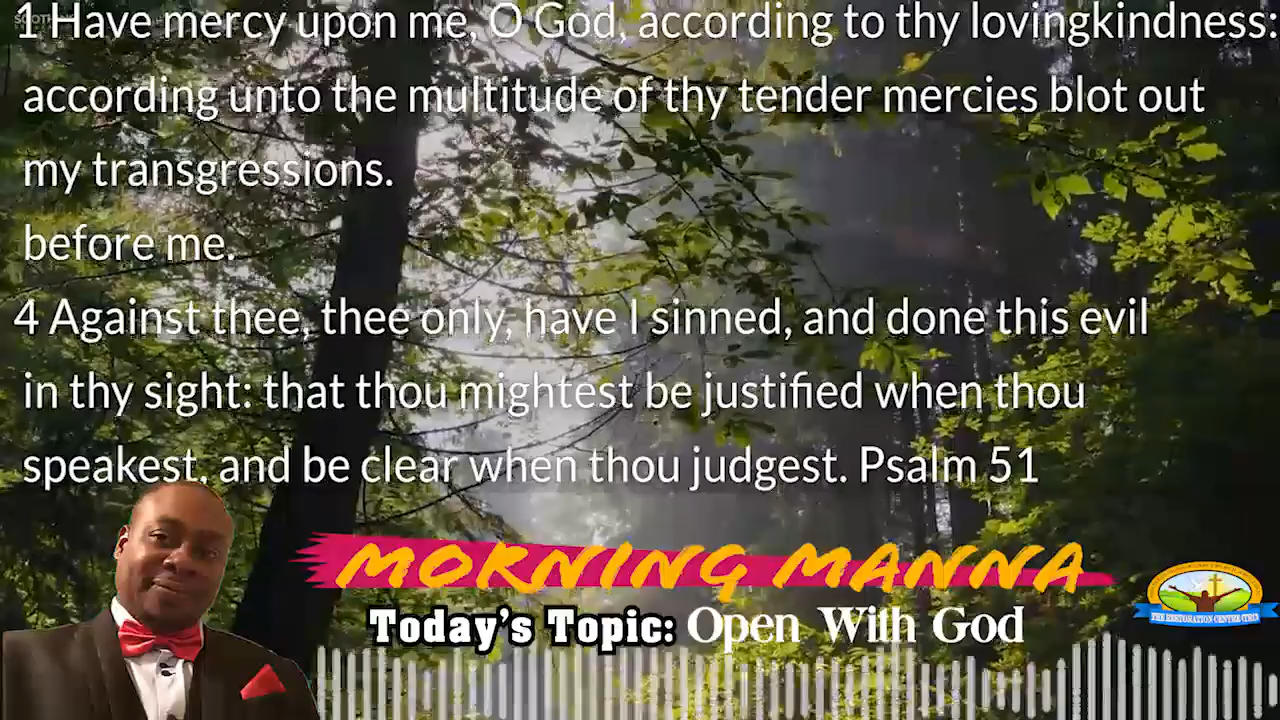 1 Have mercy upon me, O God, according to thy lovingkindness:
according unto the multitude of thy tender mercies blot out
my transgressions.
before me.
4 Against thee, thee only, have I sinned, and done this evil
in thy sight: that thou mightest be justified when thou
speakest, and be clear when thou judgest. Psalm 51
MORNING MANNA
Today's Topic: Open With God
THE RESTORATION CENTRE